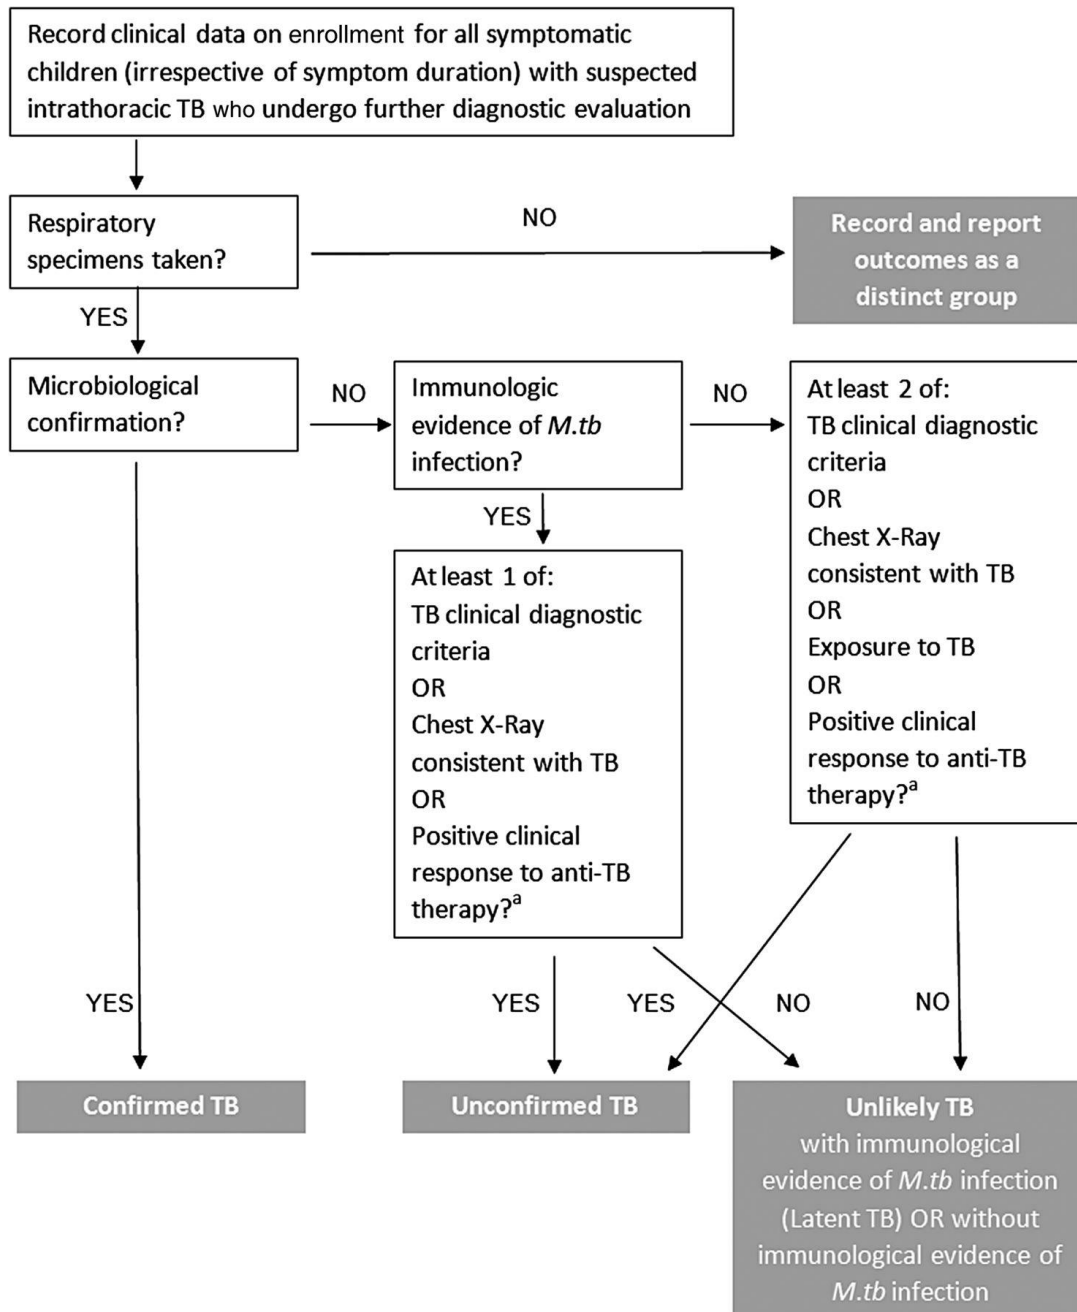 Record clinical data on enrollment for all symptomatic
children (irrespective of symptom duration) with suspected
intrathoracic TB who undergo further diagnostic evaluation
Respiratory
specimens taken?
NO
Record and report
outcomes as a
distinct group
YES
Microbiological
confirmation?
NO
Immunologic
evidence of M.tb
infection?
NO
At least 2 of:
TB clinical diagnostic
criteria
OR
Chest X-Ray
consistent with TB
OR
Exposure to TB
OR
Positive clinical
response to anti-TB
therapy?a
YES
At least 1 of:
TB clinical diagnostic
criteria
OR
Chest X-Ray
consistent with TB
OR
Positive clinical
response to anti-TB
therapy?a
YES
YES
YES
NO
NO
Confirmed TB
Unconfirmed TB
Unlikely TB
with immunological
evidence of M.tb infection
(Latent TB) OR without
immunological evidence of
M.tb infection